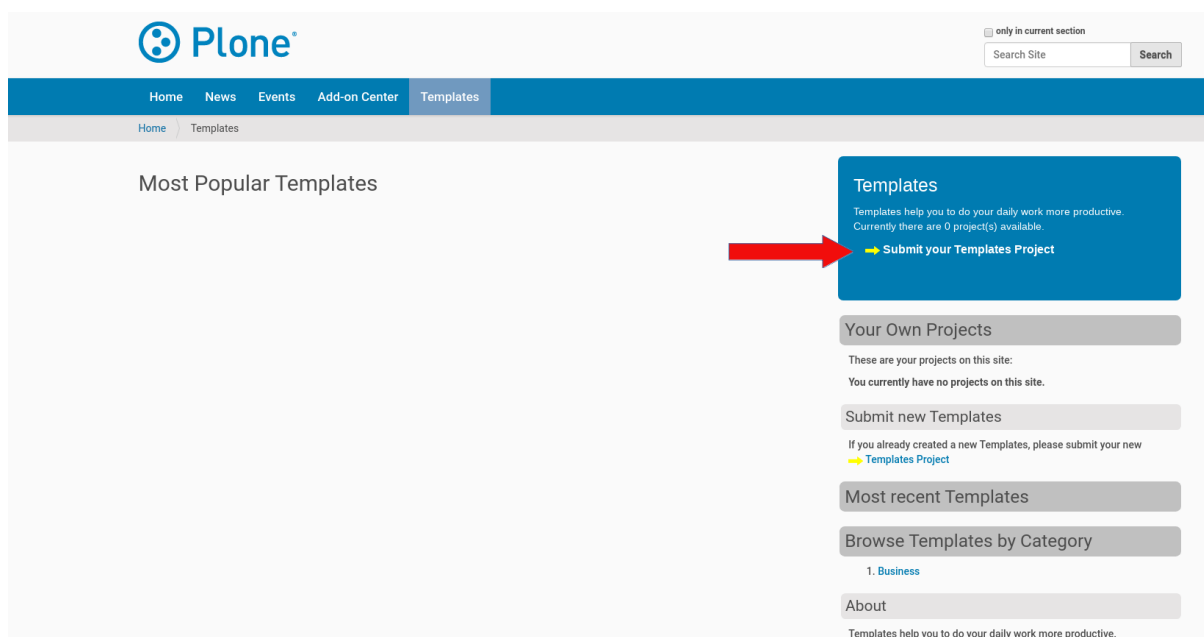 Plone®
only in current section
Search Site
Search
Home
News
Events
Add-on Center
Templates
Home
Templates
Most Popular Templates
Templates
Templates help you to do your daily work more productive.
Currently there are 0 project(s) available.
Submit your Templates Project
Your Own Projects
These are your projects on this site:
You currently have no projects on this site.
Submit new Templates
If you already created a new Templates, please submit your new
Templates Project
Most recent Templates
Browse Templates by Category
1. Business
About
Templates help you to do your daily work more productive.